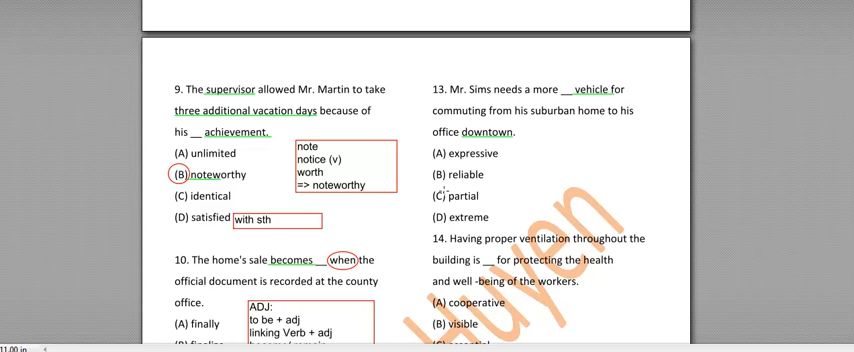 9. The supervisor allowed Mr. Martin to take
three additional vacation days because of
his __ achievement.
(A) unlimited
(B) noteworthy
(C) identical
(D) satisfied
note
notice (v)
worth
=> noteworthy
with sth
10. The home's sale becomes __ when the
official document is recorded at the county
office.
(A) finally
ADJ:
to be + adj
linking Verb + adj
13. Mr. Sims needs a more __ vehicle for
commuting from his suburban home to his
office downtown.
(A) expressive
(B) reliable
(C) partial
(D) extreme
14. Having proper ventilation throughout the
building is __ for protecting the health
and well -being of the workers.
(A) cooperative
(B) visible
Huyen
11.00 in